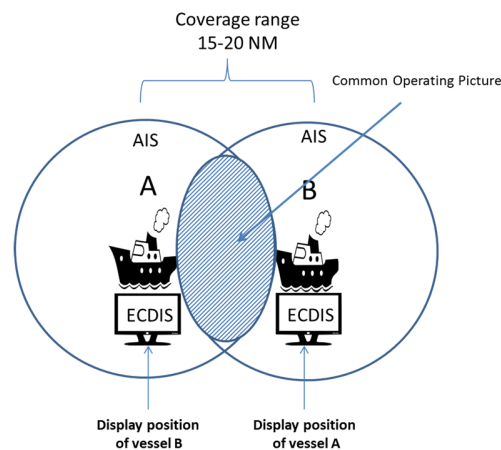 Coverage range
15-20 NM
Common Operating Picture
AIS
AIS
A
B
ECDIS
ECDIS
Display position
of vessel B
Display position
of vessel A